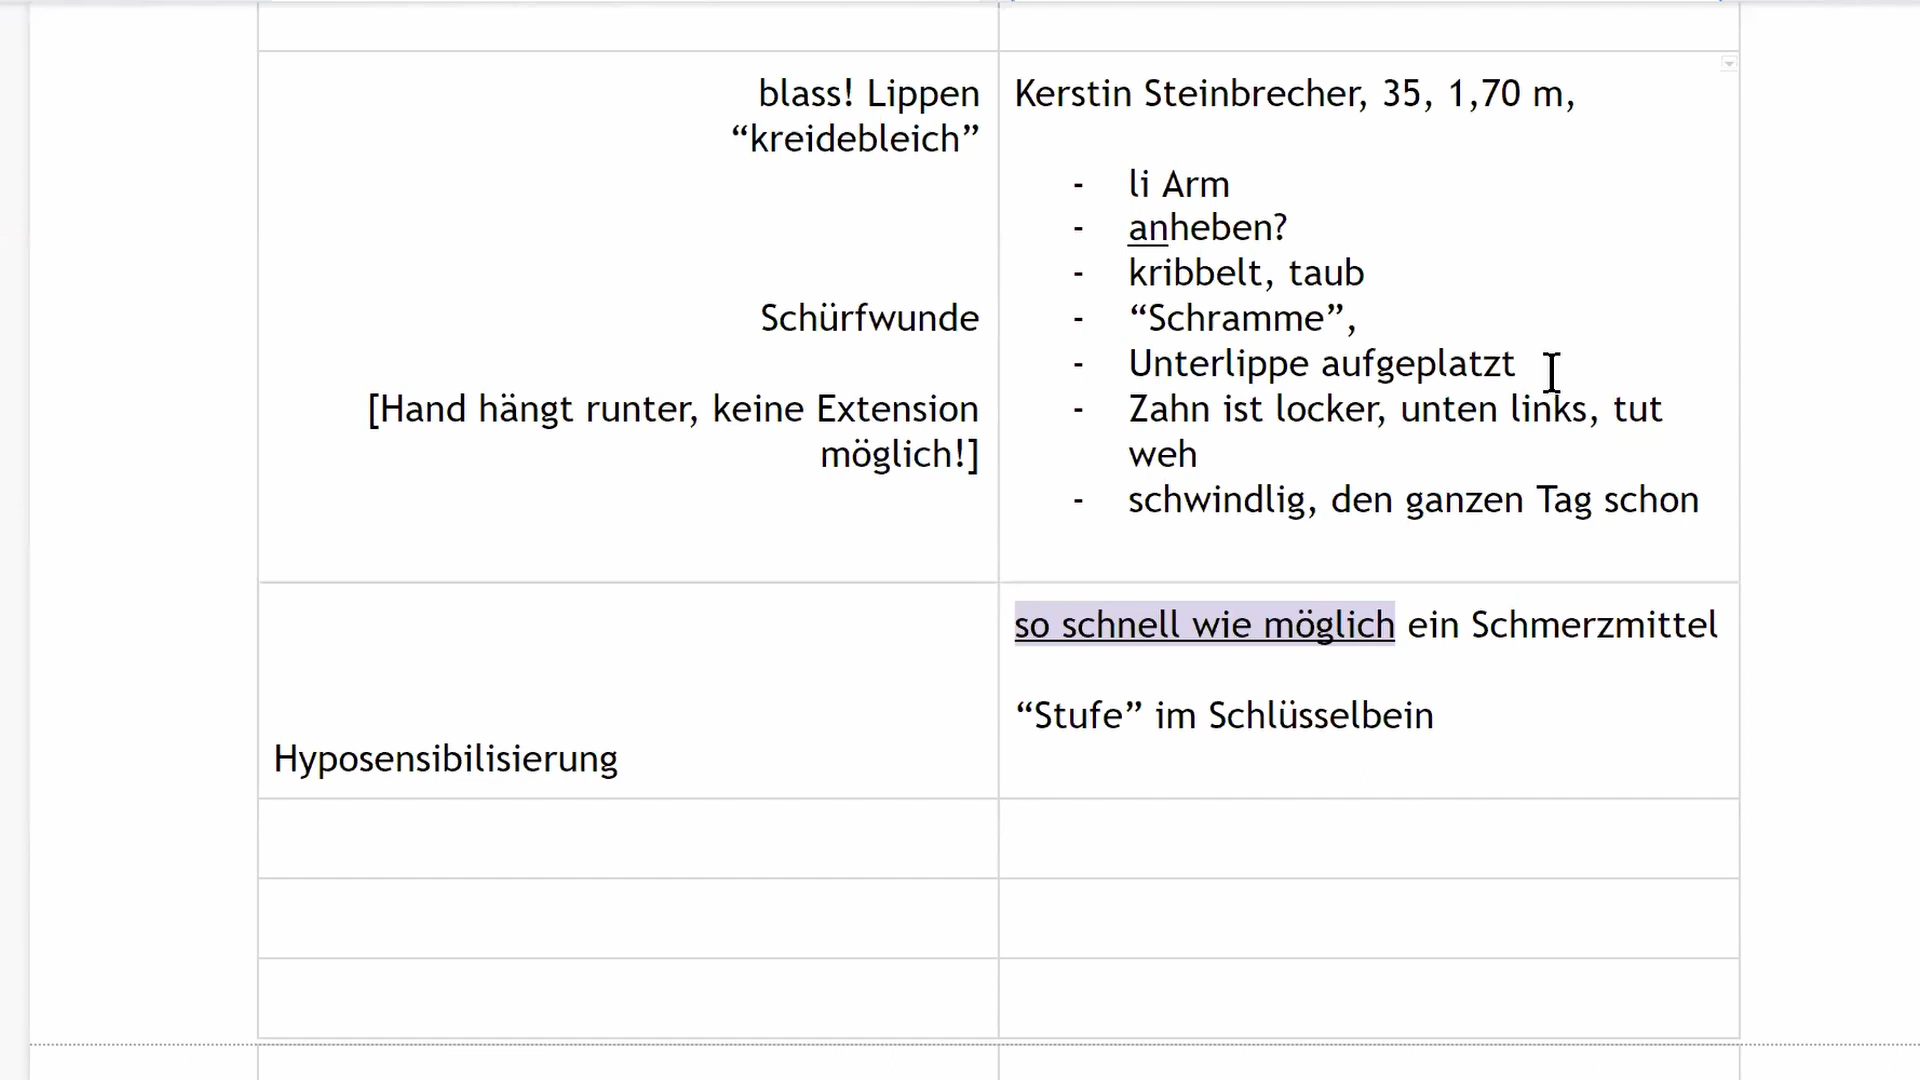 blass! Lippen
“kreidebleich”
Schürfwunde
[Hand hängt runter, keine Extension
möglich!]
Kerstin Steinbrecher, 35, 1,70 m,
- li Arm
- anheben?
- kribbelt, taub
- “Schramme”,
- Unterlippe aufgeplatzt
- Zahn ist locker, unten links, tut
weh
- schwindlig, den ganzen Tag schon
Hyposensibilisierung
so schnell wie möglich ein Schmerzmittel
“Stufe” im Schlüsselbein